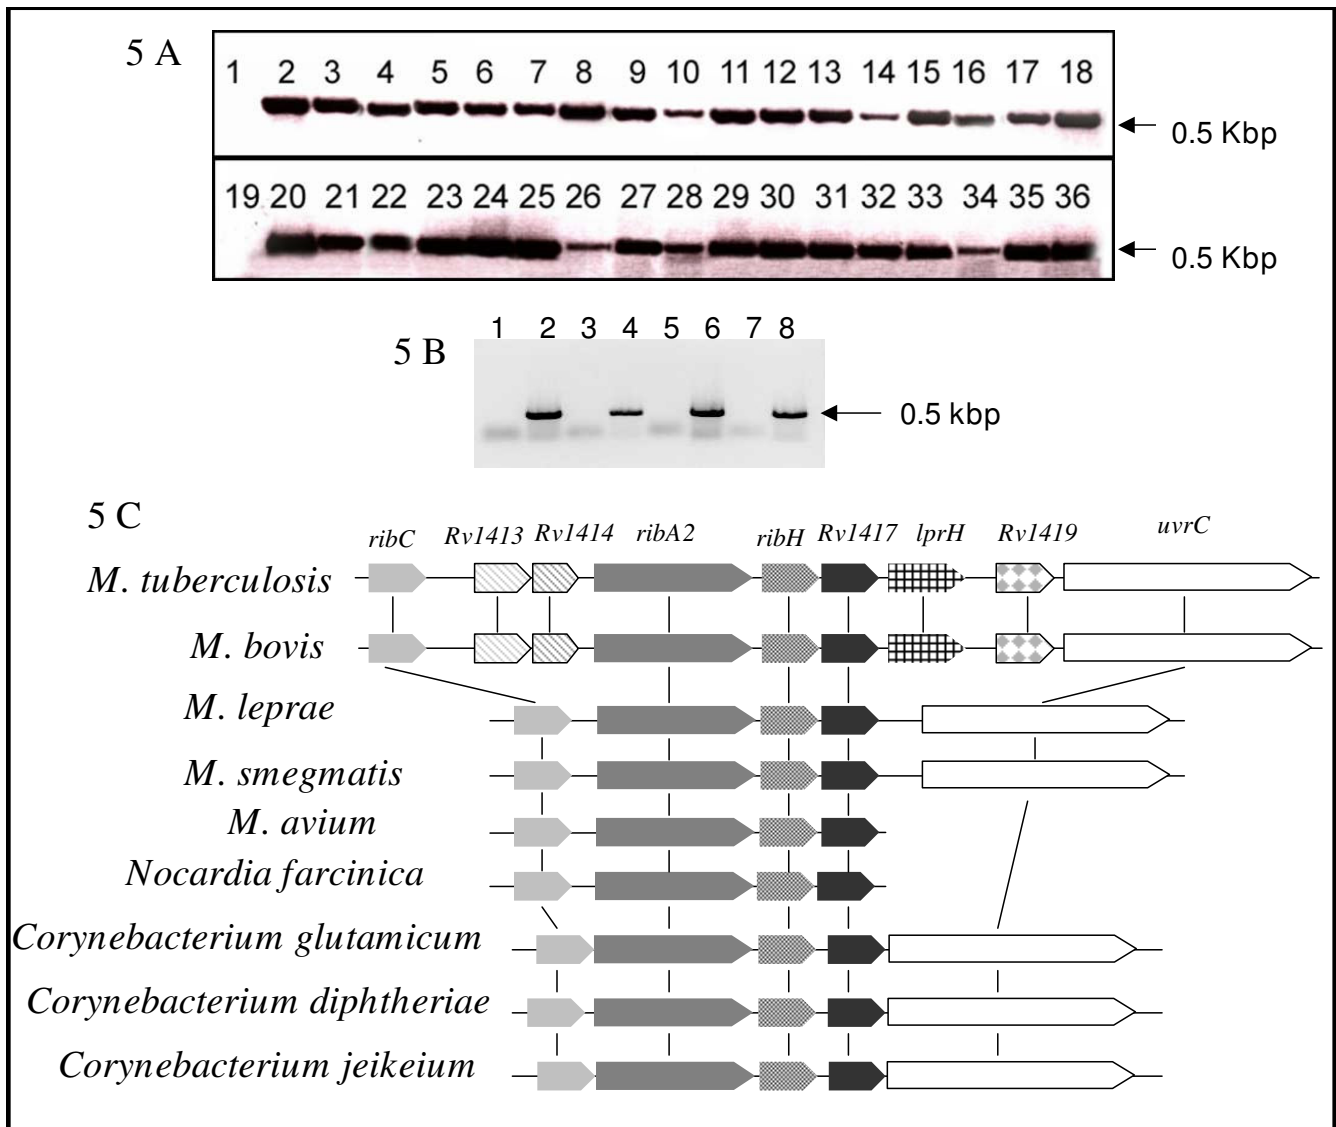 5 A
1 2 3 4 5 6 7 8 9 10 11 12 13 14 15 16 17 18
0.5 Kbp
19 20 21 22 23 24 25 26 27 28 29 30 31 32 33 34 35 36
0.5 Kbp
5 B
1 2 3 4 5 6 7 8
0.5 kbp
5 C
ribC Rv1413 Rv1414 ribA2 ribH Rv1417 lprH Rv1419 uvrC
M. tuberculosis
M. bovis
M. leprae
M. smegmatis
M. avium
Nocardia farcinica
Corynebacterium glutamicum
Corynebacterium diphtheriae
Corynebacterium jeikeium